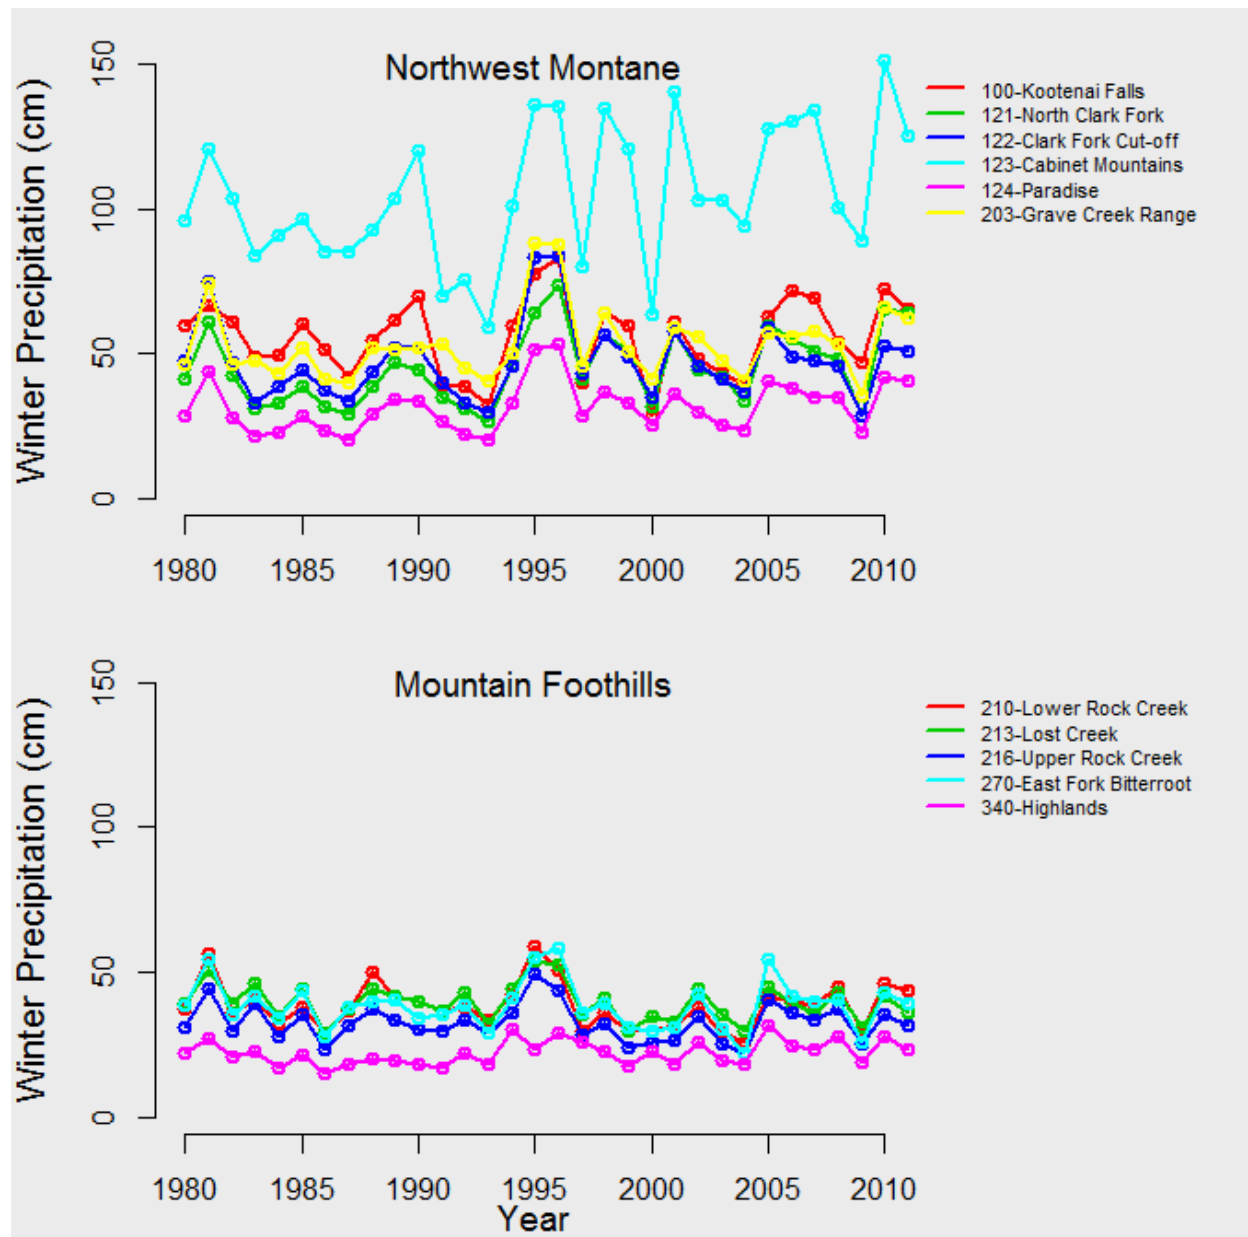 Northwest Montane
Winter Precipitation (cm)
150
100
50
0
1980 1985 1990 1995 2000 2005 2010
100-Kootenai Falls
121-North Clark Fork
122-Clark Fork Cut-off
123-Cabinet Mountains
124-Paradise
203-Grave Creek Range
Mountain Foothills
Winter Precipitation (cm)
150
100
50
0
1980 1985 1990 1995 2000 2005 2010
Year
210-Lower Rock Creek
213-Lost Creek
216-Upper Rock Creek
270-East Fork Bitterroot
340-Highlands